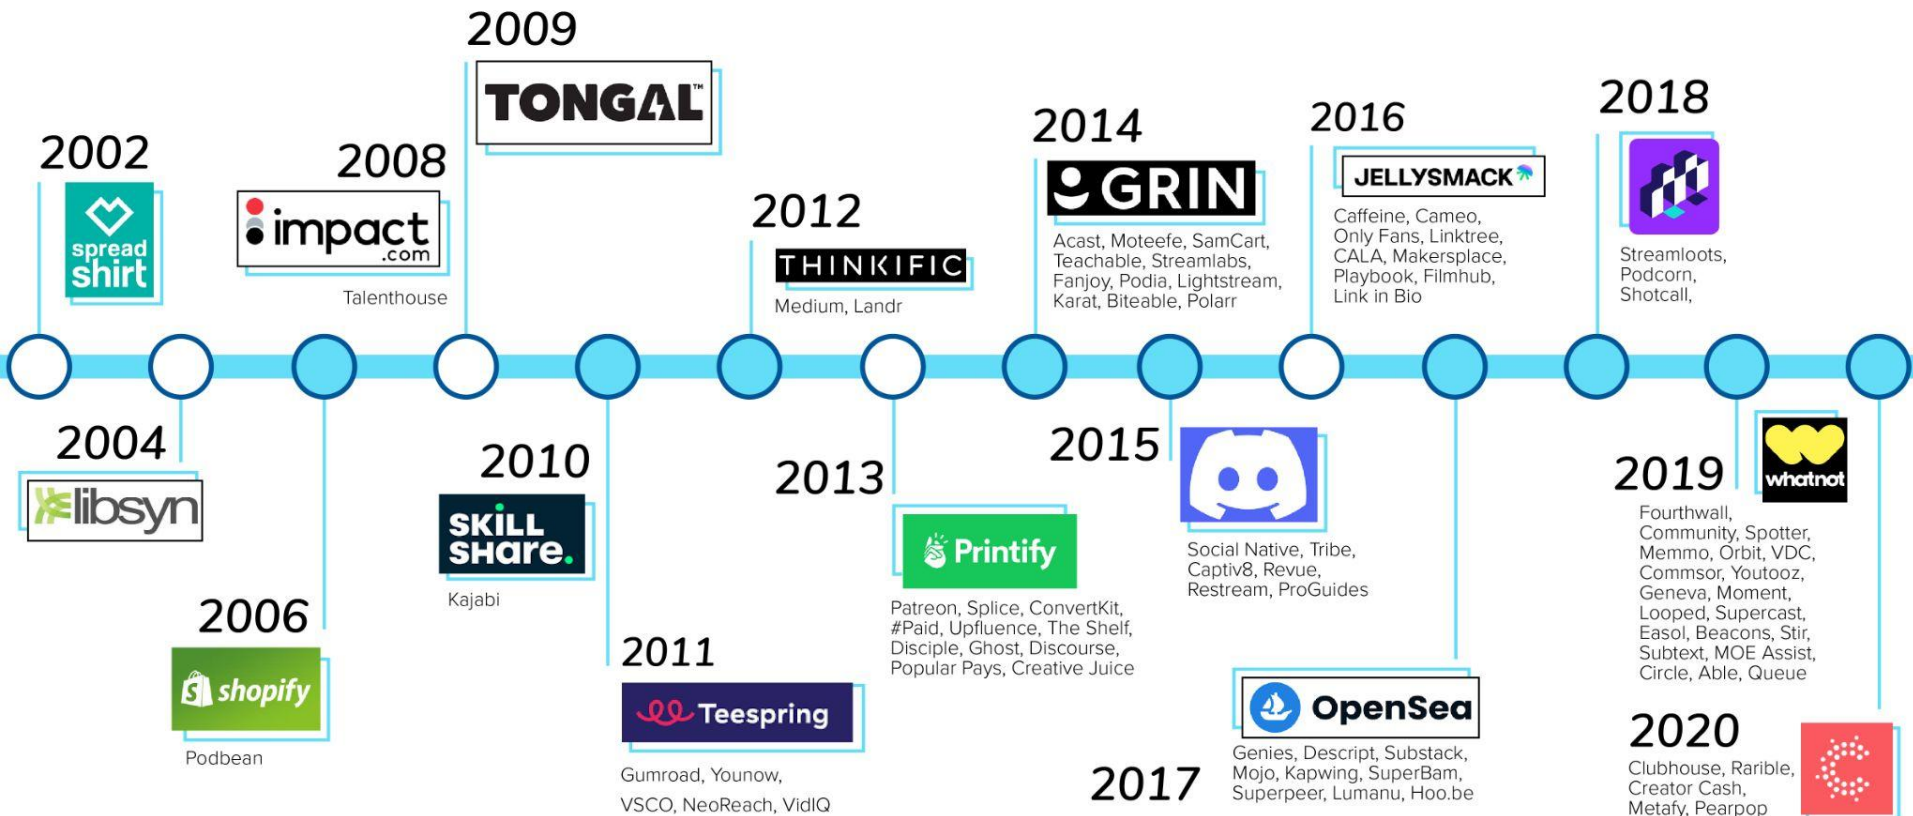 2009
TONGAL™
2002
spread
shirt
2008
impact
.com
Talenthouse
2012
THINKIFIC
Medium, Landr
2014
GRIN
Acast, Moteefe, SamCart,
Teachable, Streamlabs,
Fanjoy, Podia, Lightstream,
Karat, Biteable, Polarr
2016
JELLYSMACK
Caffeine, Cameo,
Only Fans, Linktree,
CALA, Makersplace,
Playbook, Filmhub,
Link in Bio
2018
Streamloots,
Podcorn,
Shotcall,
2004
libsyn
2006
shopify
Podbean
2010
SKiLL
SHare.
Kajabi
2011
Teespring
Gumroad, Younow,
VSCO, NeoReach, VidIQ
2013
Printify
Patreon, Splice, ConvertKit,
#Paid, Upfluence, The Shelf,
Disciple, Ghost, Discourse,
Popular Pays, Creative Juice
2015
Social Native, Tribe,
Captiv8, Revue,
Restream, ProGuides
2017
OpenSea
Genies, Descript, Substack,
Mojo, Kapwing, SuperBam,
Superpeer, Lumanu, Hoo.be
2019
whatnot
Fourthwall,
Community, Spotter,
Memmo, Orbit, VDC,
Commsor, Youtooz,
Geneva, Moment,
Looped, Supercast,
Easol, Beacons, Stir,
Subtext, MOE Assist,
Circle, Able, Queue
2020
Clubhouse, Rarible,
Creator Cash,
Metafy, Pearpop